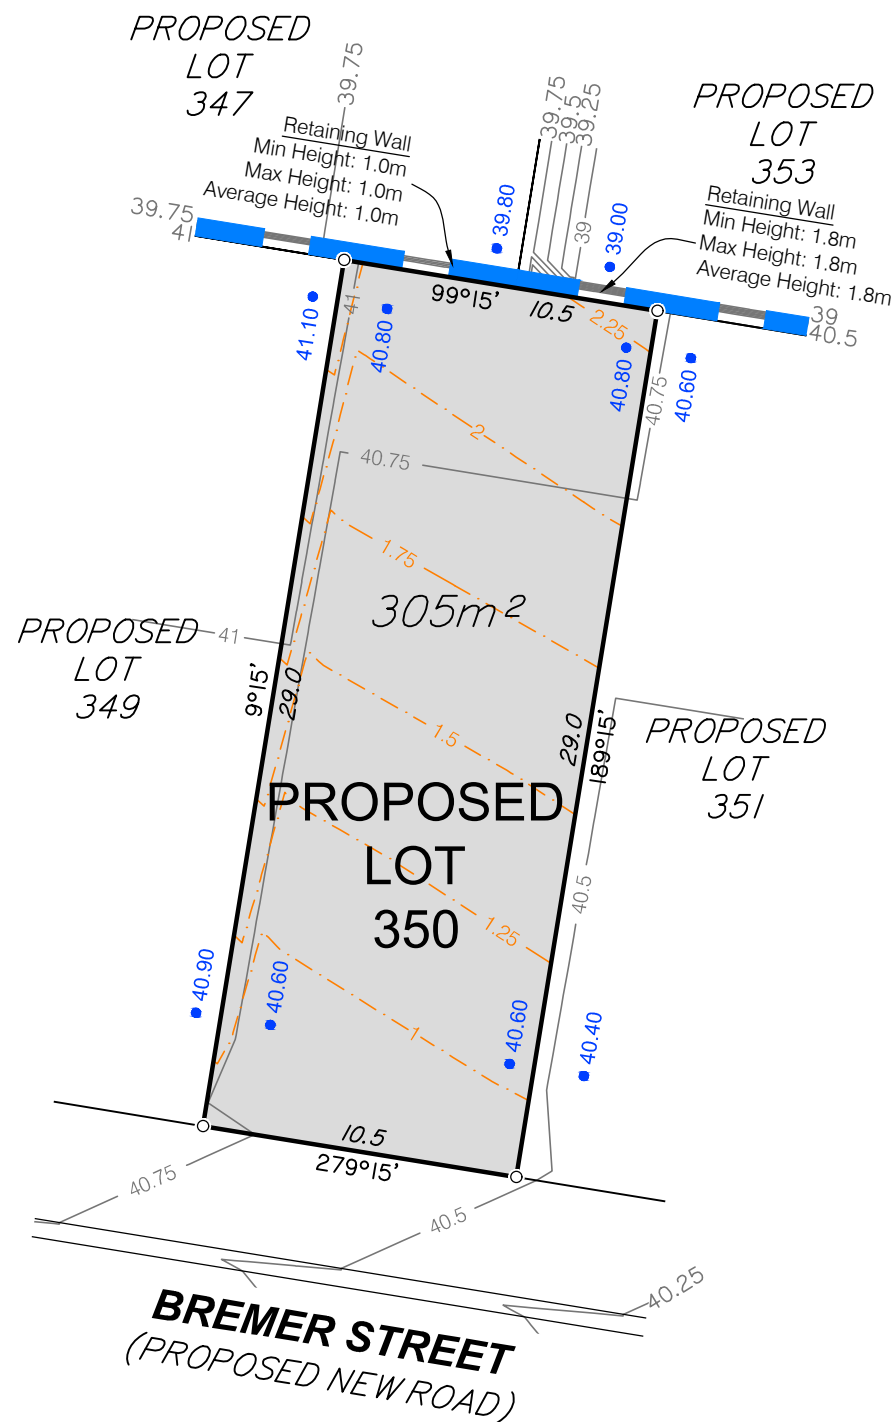 PROPOSED
LOT
347
39.75
39.75
39.5
39.25
PROPOSED
LOT
353
Retaining Wall
Min Height: 1.0m
Max Height: 1.0m
Average Height: 1.0m
Retaining Wall
Min Height: 1.8m
Max Height: 1.8m
Average Height: 1.8m
39.75
41
39.80
39
39.00
39
40.5
99°15'
10.5
2.25
41.10
41
40.80
40.80
40.75
40.60
2
40.75
1.75
305m²
PROPOSED
LOT
349
41
9°15'
29.0
29.0
189°15'
1.5
PROPOSED
LOT
351
PROPOSED
LOT
350
40.5
1.25
40.90
40.60
40.60
40.40
1
10.5
279°15'
40.75
40.5
40.25
BREMER STREET
(PROPOSED NEW ROAD)